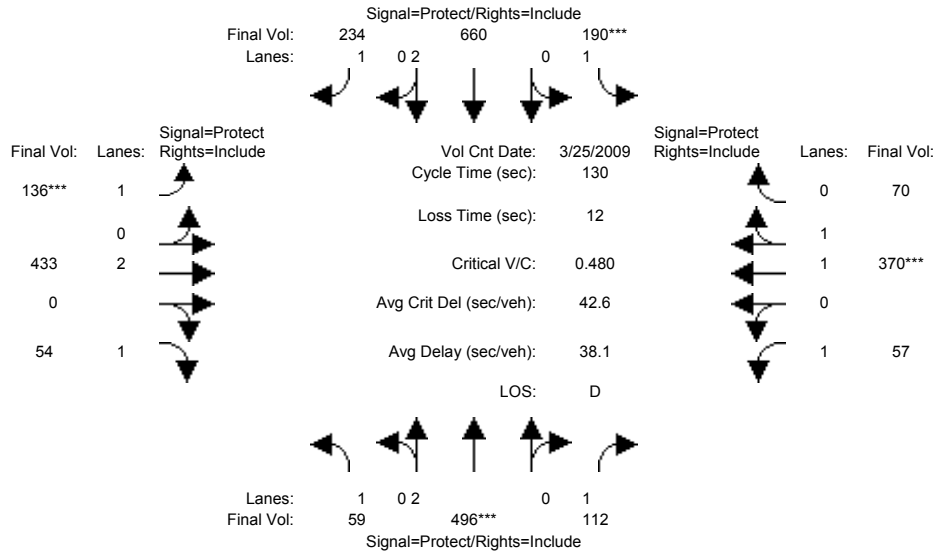 Signal=Protect/Rights=Include
Final Vol: 234 660 190***
Lanes: 1 0 2 0 1
Signal=Protect
Final Vol: Lanes: Rights=Include
Vol Cnt Date: 3/25/2009
Signal=Protect
Rights=Include Lanes: Final Vol:
Cycle Time (sec): 130
136*** 1
0 70
Loss Time (sec): 12
0
1
433 2
Critical V/C: 0.480
1 370***
0
Avg Crit Del (sec/veh): 42.6
0
54 1
Avg Delay (sec/veh): 38.1
1 57
LOS: D
Lanes: 1 0 2 0 1
Final Vol: 59 496*** 112
Signal=Protect/Rights=Include